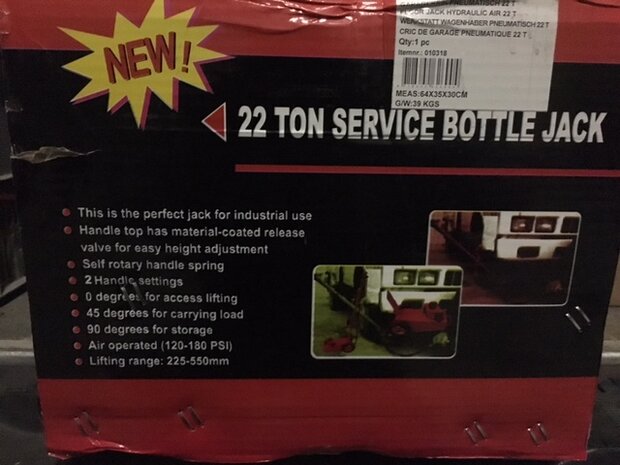 PNEUMATISCH 22 T
JACK HYDRAULIC AIR 22 T
WERKSTATT WAGENHABER PNEUMATISCH 22 T
CRIC DE GARAGE PNEUMATIQUE 22 T
Qty:1 pc
Itemnr.: 010318
MEAS:64X35X30CM
G/W:39 KGS
NEW!
22 TON SERVICE BOTTLE JACK
This is the perfect jack for industrial use
Handle top has material-coated release
valve for easy height adjustment
Self rotary handle spring
2 Handle settings
0 degrees for access lifting
45 degrees for carrying load
90 degrees for storage
Air operated (120-180 PSI)
Lifting range: 225-550mm